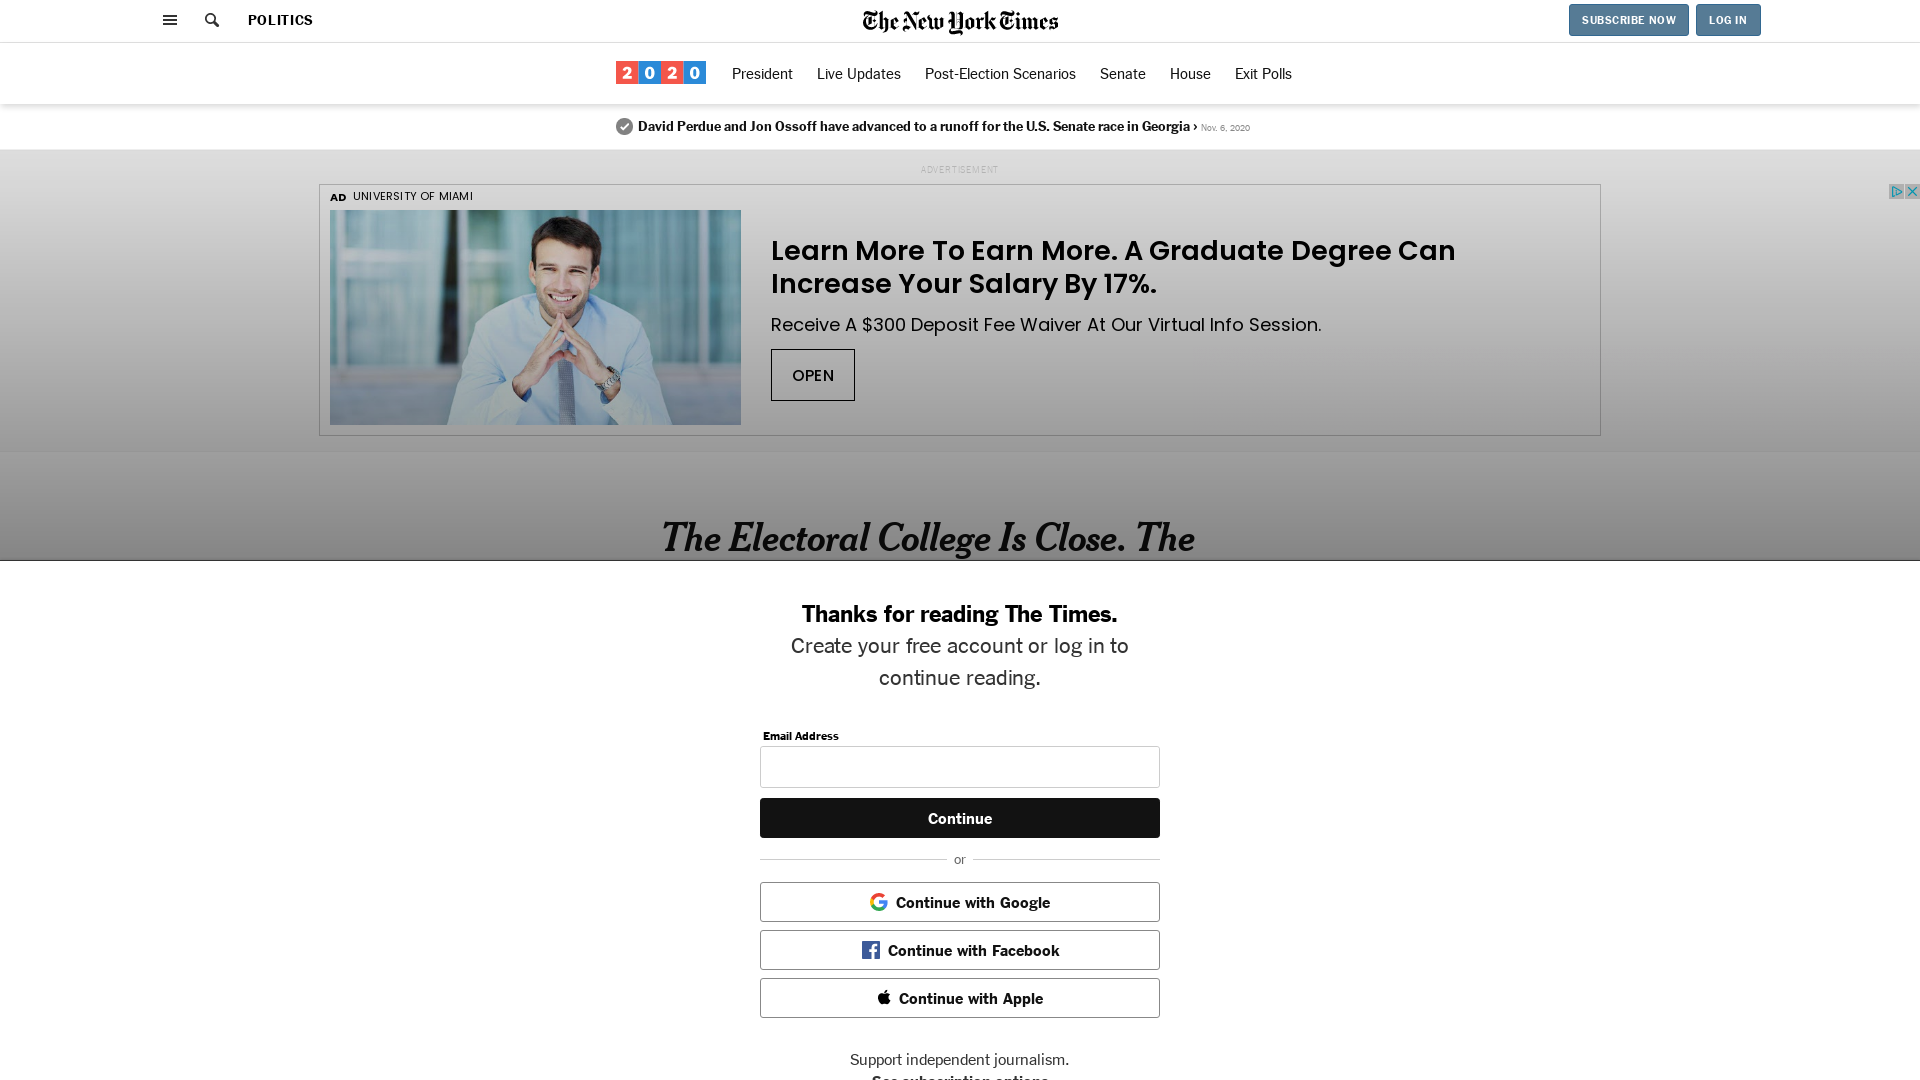 POLITICS
The New York Times
SUBSCRIBE NOW
LOG IN
2020
President
Live Updates
Post-Election Scenarios
Senate
House
Exit Polls
David Perdue and Jon Ossoff have advanced to a runoff for the U.S. Senate race in Georgia › Nov. 6, 2020
ADVERTISEMENT
AD UNIVERSITY OF MIAMI
Learn More To Earn More. A Graduate Degree Can
Increase Your Salary By 17%.
Receive A $300 Deposit Fee Waiver At Our Virtual Info Session.
OPEN
The Electoral College Is Close. The
Thanks for reading The Times.
Create your free account or log in to
continue reading.
Email Address
Continue
or
Continue with Google
Continue with Facebook
Continue with Apple
Support independent journalism.
See subscription options.